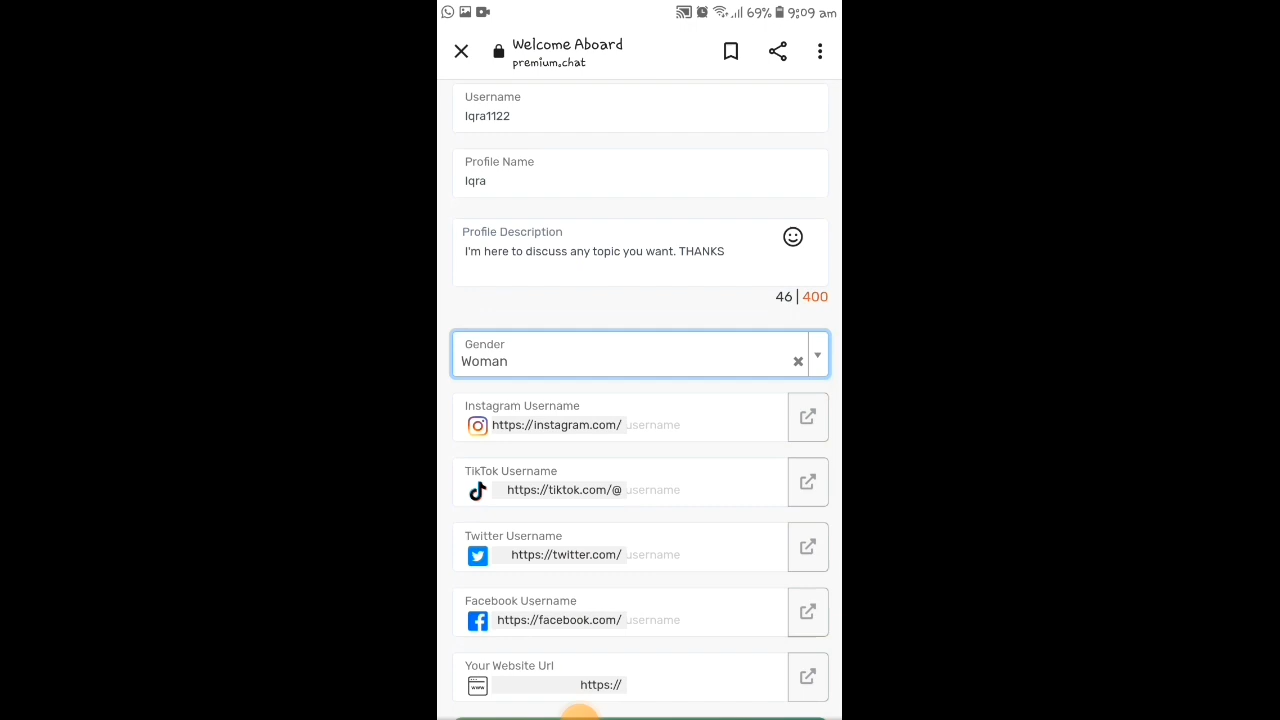 69% 9:09 am
Welcome Aboard
premium.chat
Username
Iqra1122
Profile Name
Iqra
Profile Description
I'm here to discuss any topic you want. THANKS
46 | 400
Gender
Woman
Instagram Username
https://instagram.com/ username
TikTok Username
https://tiktok.com/@ username
Twitter Username
https://twitter.com/ username
Facebook Username
https://facebook.com/ username
Your Website Url
www https://